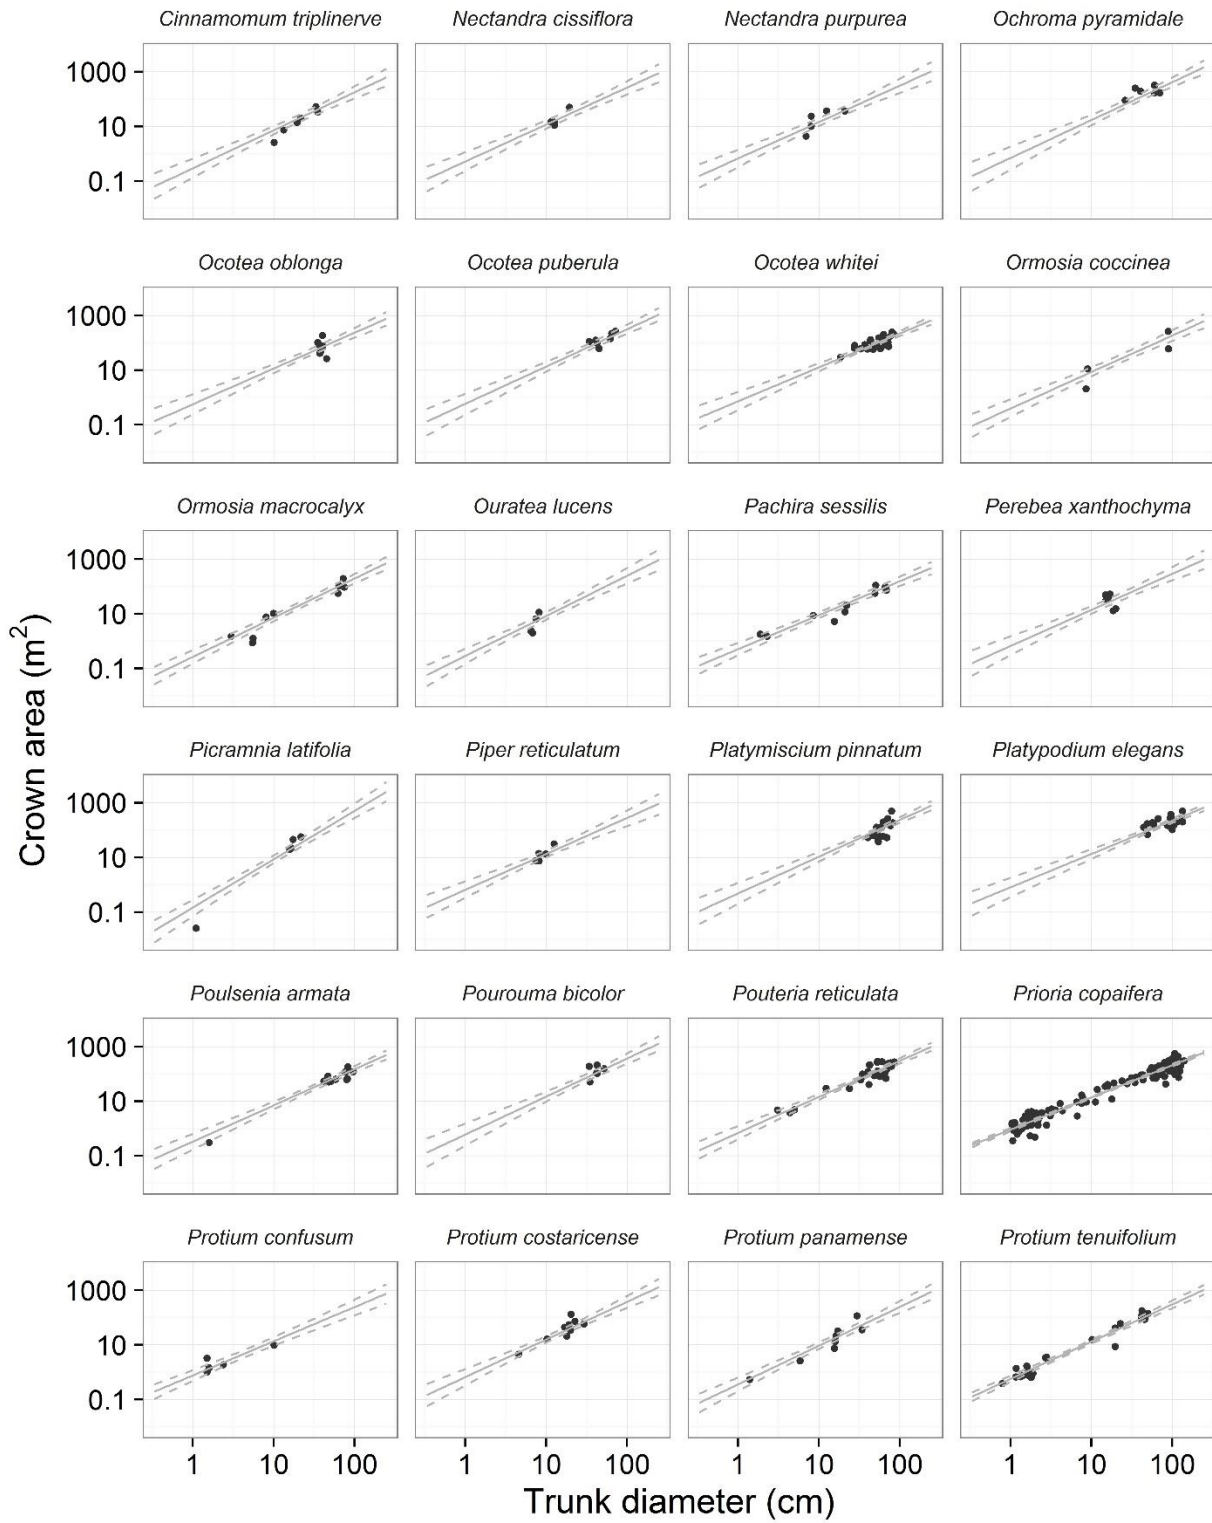 Cinnamomum triplinerve
Nectandra cissiflora
Nectandra purpurea
Ochroma pyramidale
1000
10
0.1
Ocotea oblonga
Ocotea puberula
Ocotea whitei
Ormosia coccinea
1000
10
0.1
Ormosia macrocalyx
Ouratea lucens
Pachira sessilis
Perebea xanthochyma
1000
10
0.1
Crown area (m²)
Picramnia latifolia
Piper reticulatum
Platymiscium pinnatum
Platypodium elegans
1000
10
0.1
Poulsenia armata
Pourouma bicolor
Pouteria reticulata
Prioria copaifera
1000
10
0.1
Protium confusum
Protium costaricense
Protium panamense
Protium tenuifolium
1000
10
0.1
1 10 100
1 10 100
1 10 100
1 10 100
Trunk diameter (cm)